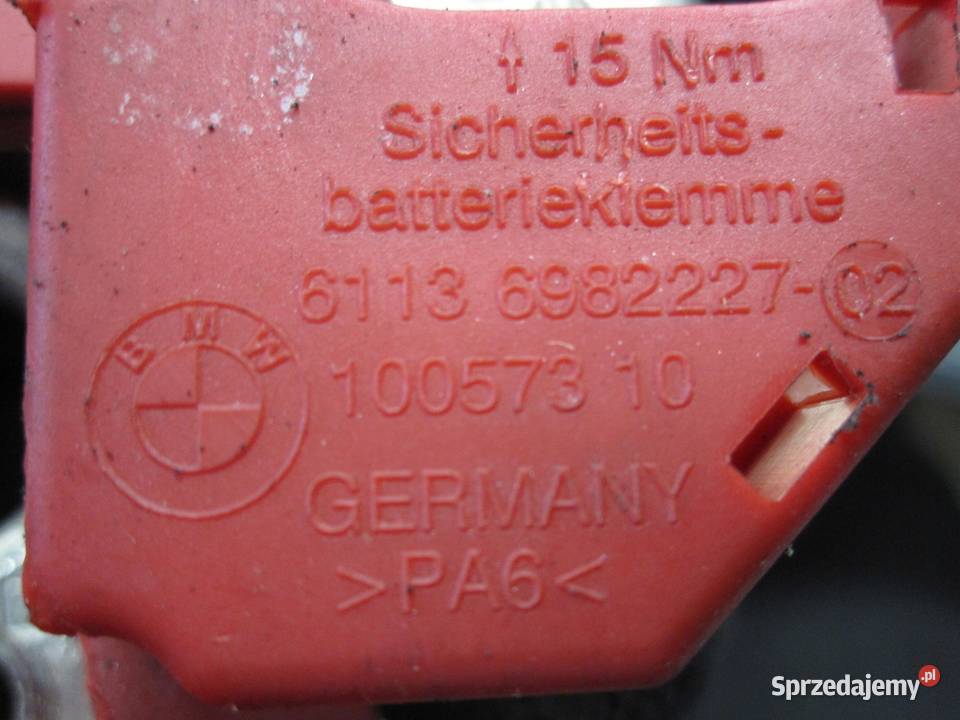 ↑ 15 Nm
Sicherheits-
batterieklemme
6113 6982227-02
BMW
100573 10
GERMANY
>PA6<
Sprzedajemy.pl